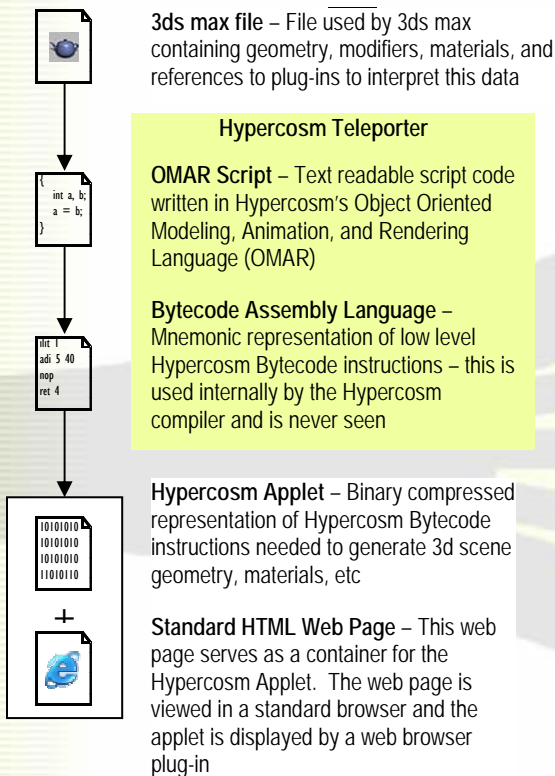 3ds max file – File used by 3ds max
containing geometry, modifiers, materials, and
references to plug-ins to interpret this data
Hypercosm Teleporter
{
int a, b;
a = b;
}
OMAR Script – Text readable script code
written in Hypercosm's Object Oriented
Modeling, Animation, and Rendering
Language (OMAR)
Bytecode Assembly Language –
Mnemonic representation of low level
Hypercosm Bytecode instructions – this is
used internally by the Hypercosm
compiler and is never seen
adi 5 40
nop
ret 4
Hypercosm Applet – Binary compressed
representation of Hypercosm Bytecode
instructions needed to generate 3d scene
geometry, materials, etc
10101010
10101010
10101010
11010110
+
Standard HTML Web Page – This web
page serves as a container for the
Hypercosm Applet. The web page is
viewed in a standard browser and the
applet is displayed by a web browser
plug-in